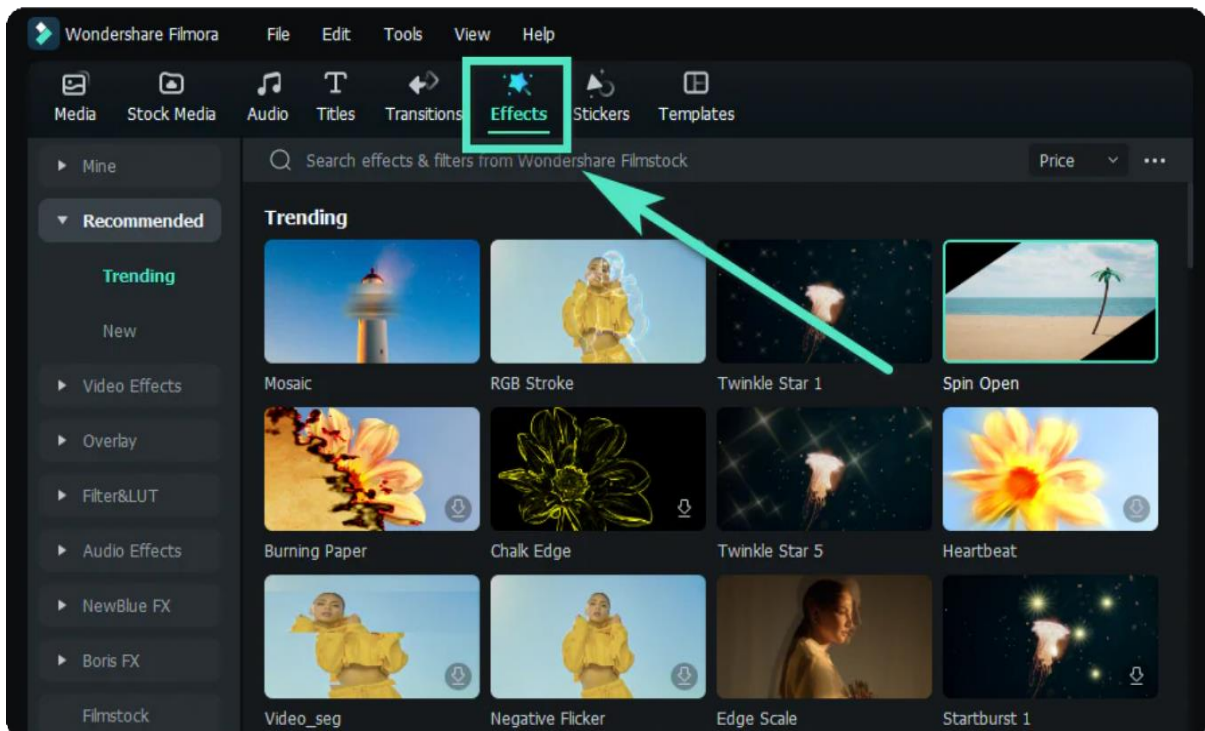 Wondershare Filmora File Edit Tools View Help
Media Stock Media Audio Titles Transitions Effects Stickers Templates
Search effects & filters from Wondershare Filmstock Price
Mine
Recommended
Trending
New
Video Effects
Overlay
Filter&LUT
Audio Effects
NewBlue FX
Boris FX
Filmstock
Trending
Mosaic RGB Stroke Twinkle Star 1 Spin Open
Burning Paper Chalk Edge Twinkle Star 5 Heartbeat
Video_seg Negative Flicker Edge Scale Startburst 1